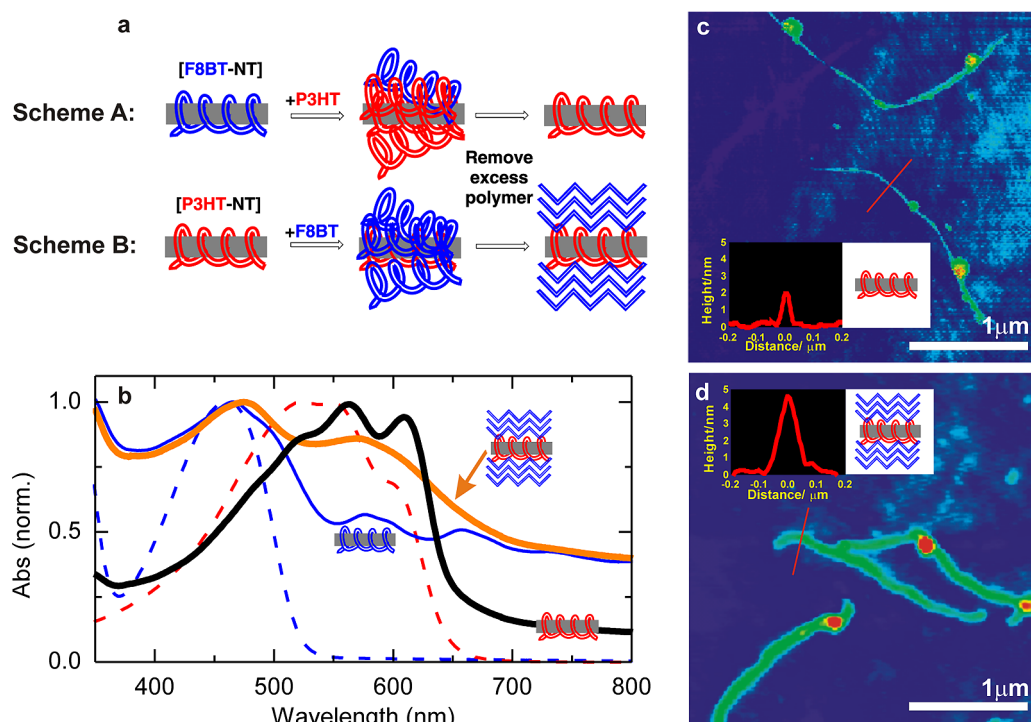 a
[F8BT-NT]
Scheme A:
+P3HT
Remove
excess
polymer
[P3HT-NT]
Scheme B:
+F8BT
b
1.0
0.5
0.0
Abs (norm.)
400 500 600 700 800
Wavelength (nm)
c
5
4
3
2
1
0
Height/nm
-0.2 -0.1 0.0 0.1 0.2
Distance/ μm
1μm
d
5
4
3
2
1
0
Height/nm
-0.2 -0.1 0.0 0.1 0.2
Distance/ μm
1μm